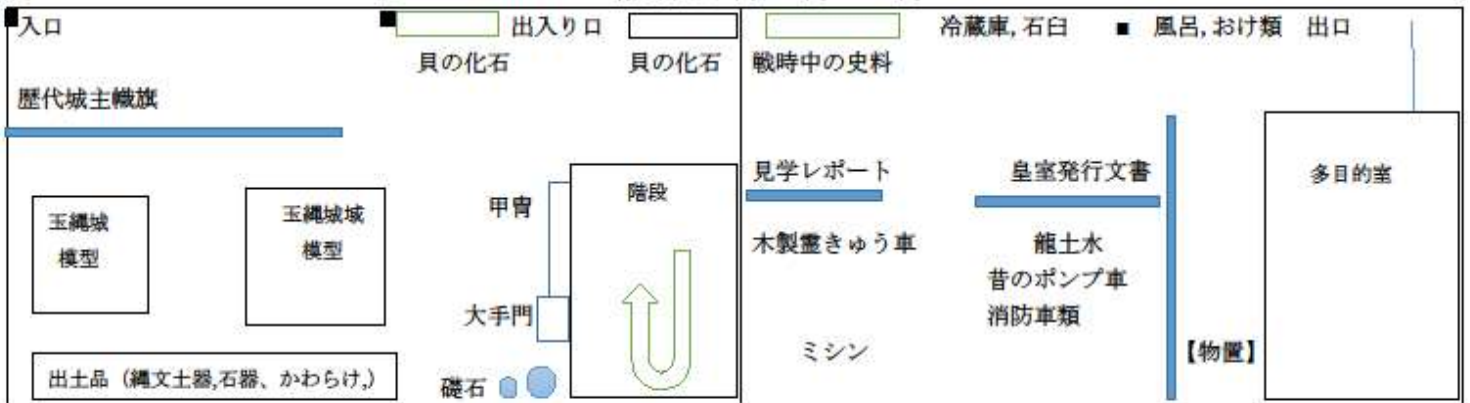 入口
出入り口
冷蔵庫,石臼
風呂,おけ類
出口
貝の化石
貝の化石
戦時中の史料
歴代城主幟旗
見学レポート
皇室発行文書
多目的室
階段
甲冑
玉縄城
模型
玉縄城域
模型
木製霊きゅう車
龍土水
昔のポンプ車
消防車類
大手門
ミシン
【物置】
出土品（縄文土器,石器、かわらけ,）
礎石